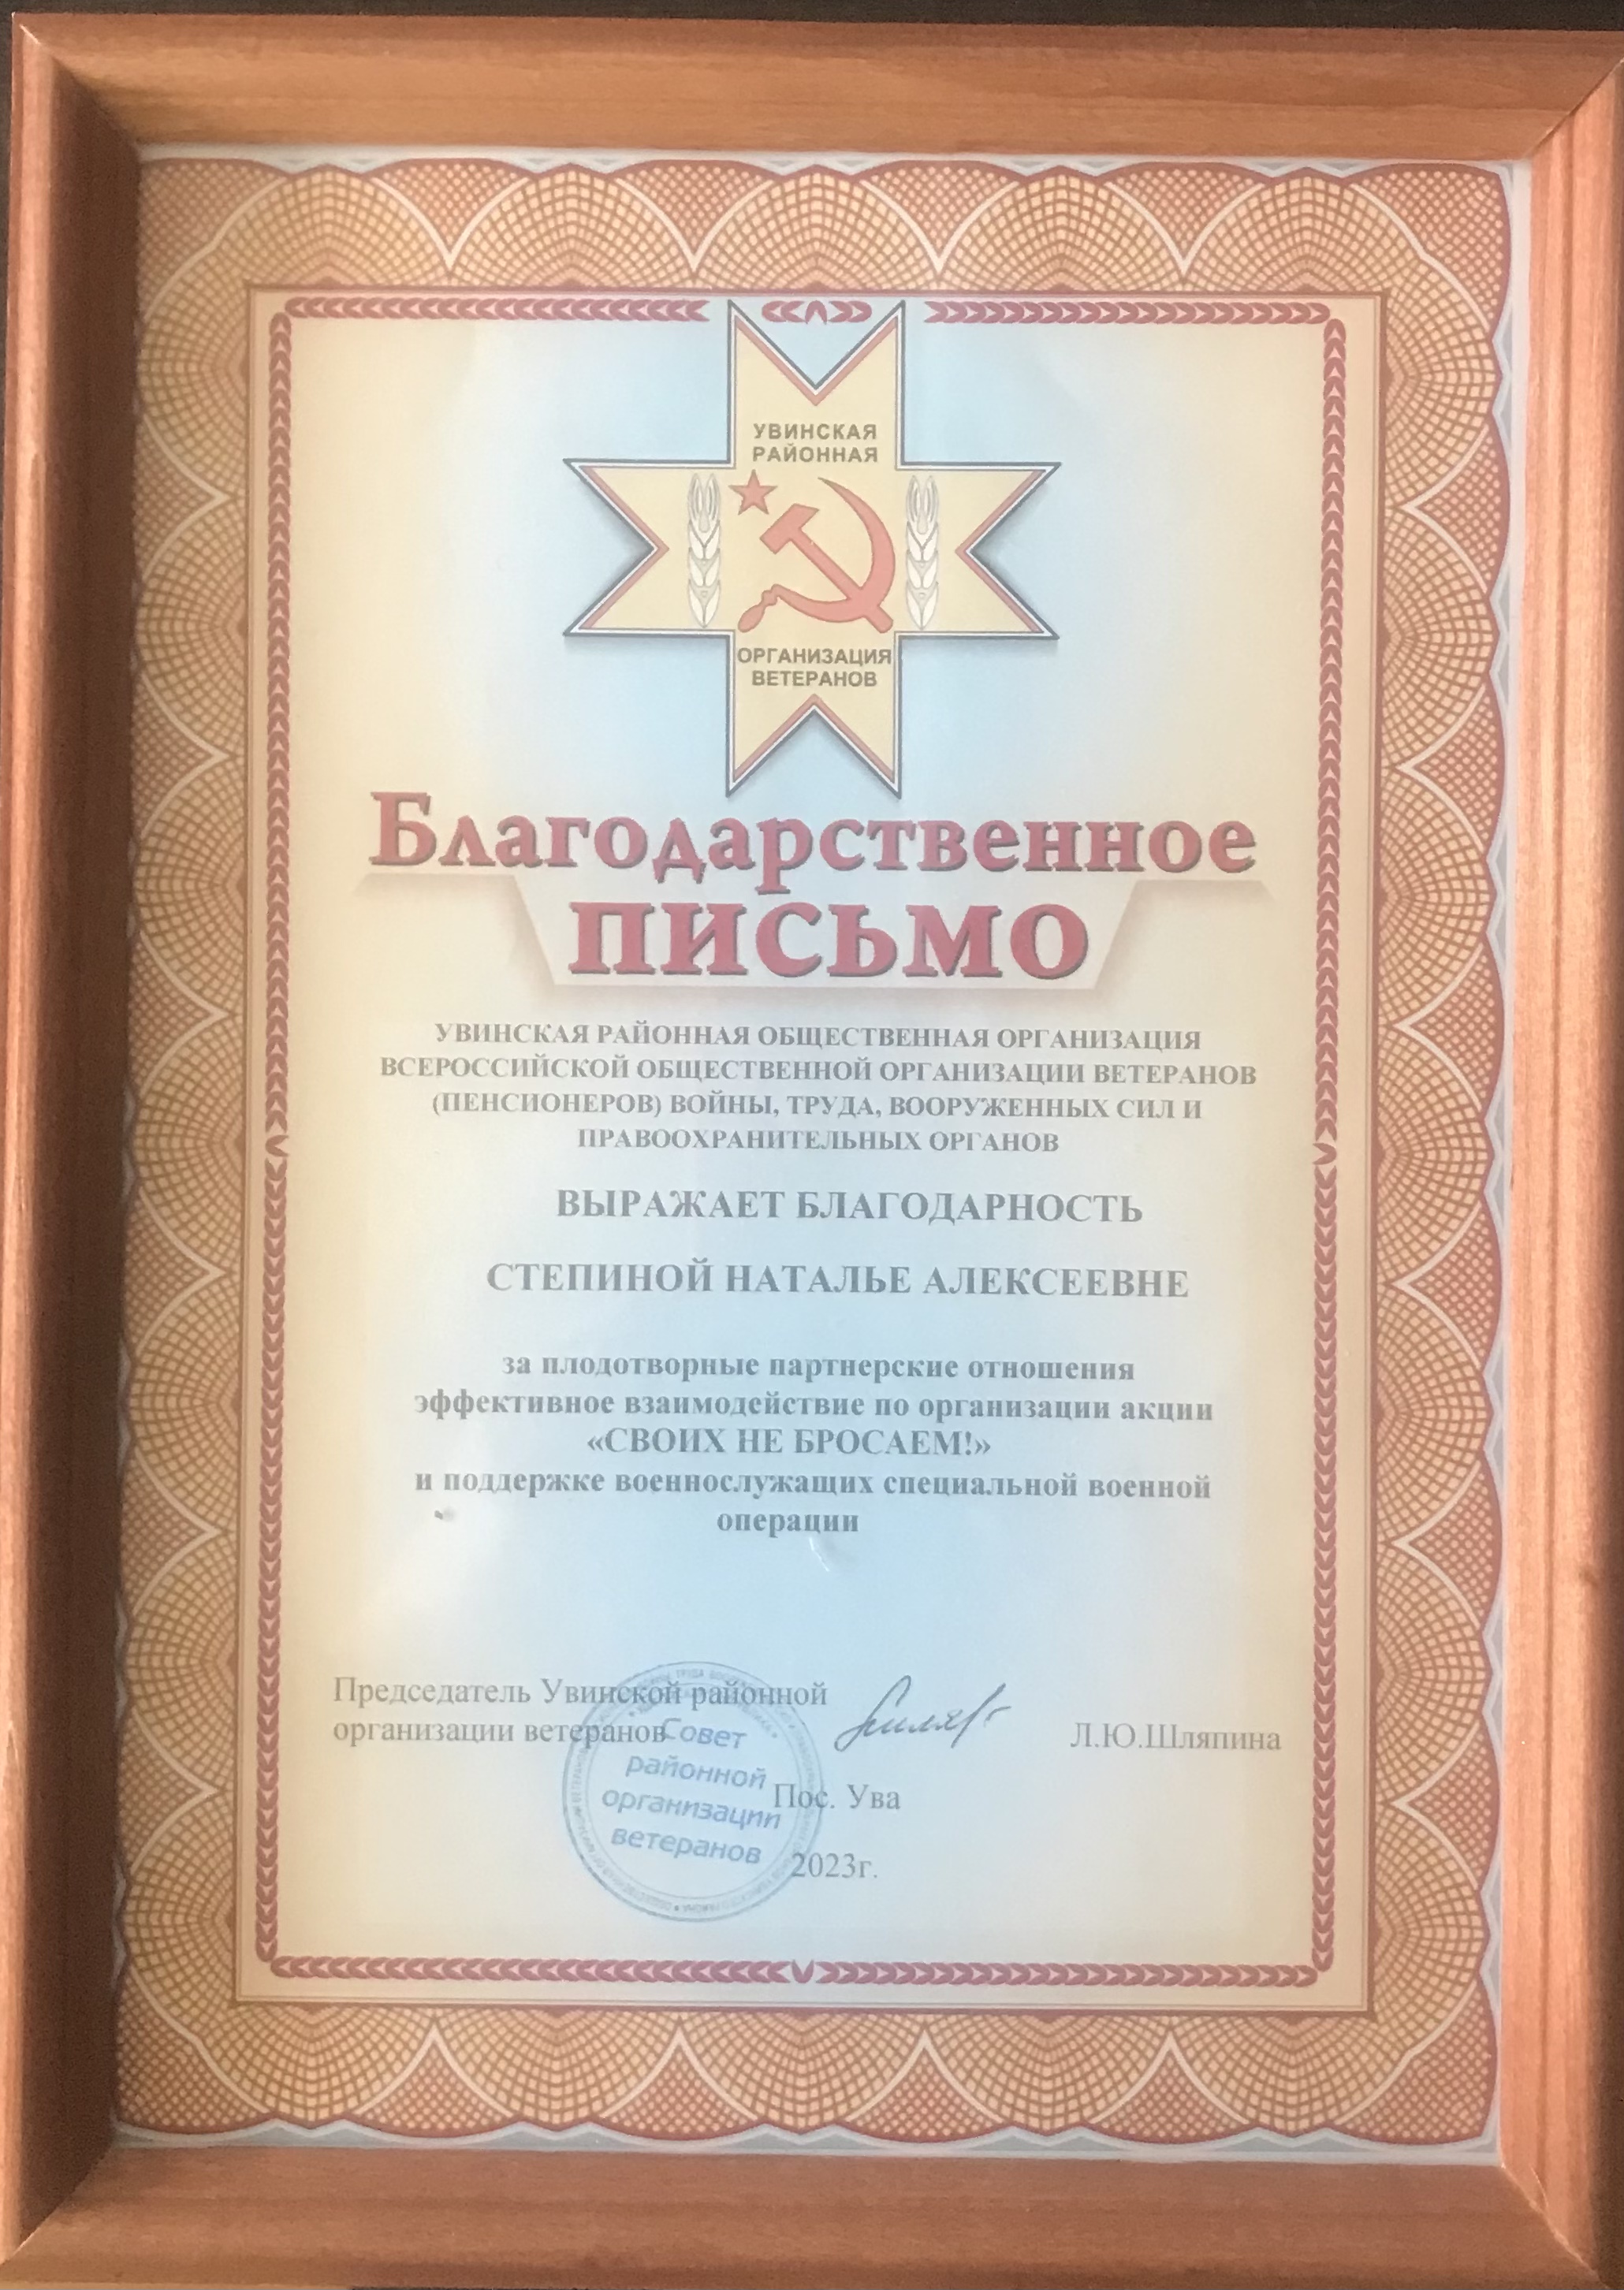 УВИНСКАЯ
РАЙОННАЯ
ОРГАНИЗАЦИЯ
ВЕТЕРАНОВ
Благодарственное
ПИСЬМО
УВИНСКАЯ РАЙОННАЯ ОБЩЕСТВЕННАЯ ОРГАНИЗАЦИЯ
ВСЕРОССИЙСКОЙ ОБЩЕСТВЕННОЙ ОРГАНИЗАЦИИ ВЕТЕРАНОВ
(ПЕНСИОНЕРОВ) ВОЙНЫ, ТРУДА, ВООРУЖЕННЫХ СИЛ И
ПРАВООХРАНИТЕЛЬНЫХ ОРГАНОВ
ВЫРАЖАЕТ БЛАГОДАРНОСТЬ
СТЕПИНОЙ НАТАЛЬЕ АЛЕКСЕЕВНЕ
за плодотворные партнерские отношения
эффективное взаимодействие по организации акции
«СВОИХ НЕ БРОСАЕМ!»
и поддержке военнослужащих специальной военной
операции
Председатель Увинской районной
организации ветеранов
Л.Ю.Шляпина
Совет
районной
организации
ветеранов
Пос. Ува
2023г.